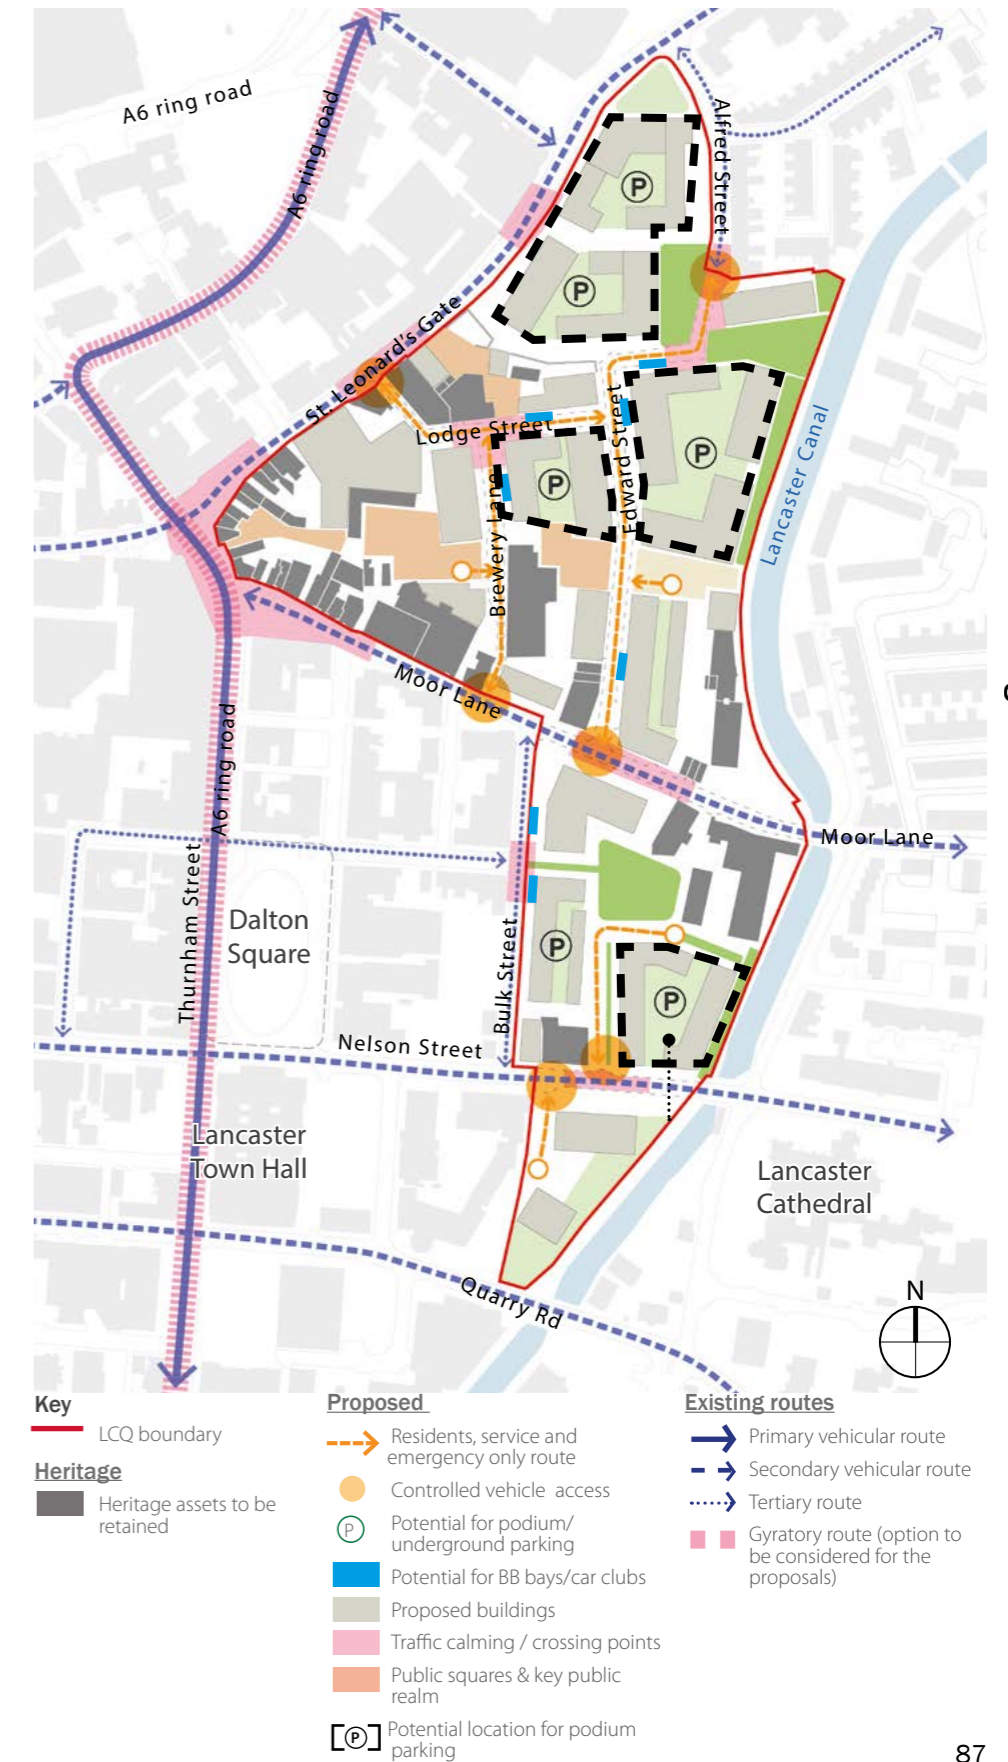 A6 ring road
A6 ring road
Alfred Street
P
P
St. Leonard's Gate
Lodge Street
Edward Street
P
P
Brewery Lane
Lancaster Canal
Moor Lane
A6 ring road
Moor Lane
Thurnham Street
Dalton
Square
Bulk Street
P
P
Nelson Street
Lancaster
Town Hall
Lancaster
Cathedral
Quarry Rd
N
Key
LCQ boundary
Heritage
Heritage assets to be
retained
Proposed
Residents, service and
emergency only route
Controlled vehicle access
P
Potential for podium/
underground parking
Potential for BB bays/car clubs
Proposed buildings
Traffic calming / crossing points
Public squares & key public
realm
P
Potential location for podium
parking
Existing routes
Primary vehicular route
Secondary vehicular route
Tertiary route
Gyratory route (option to
be considered for the
proposals)
87